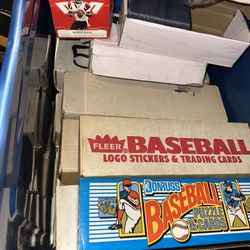 FLEER BASEBALL
LOGO STICKERS & TRADING CARDS
DONRUSS
BASEBALL
PUZZLE
& CARDS